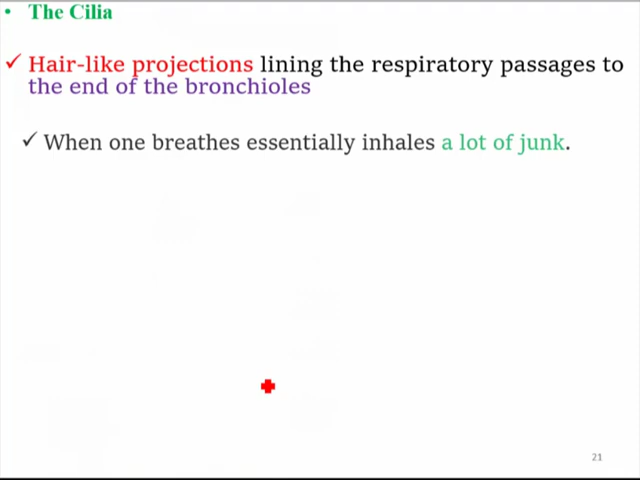 • The Cilia
✓ Hair-like projections lining the respiratory passages to
the end of the bronchioles
✓ When one breathes essentially inhales a lot of junk.
21